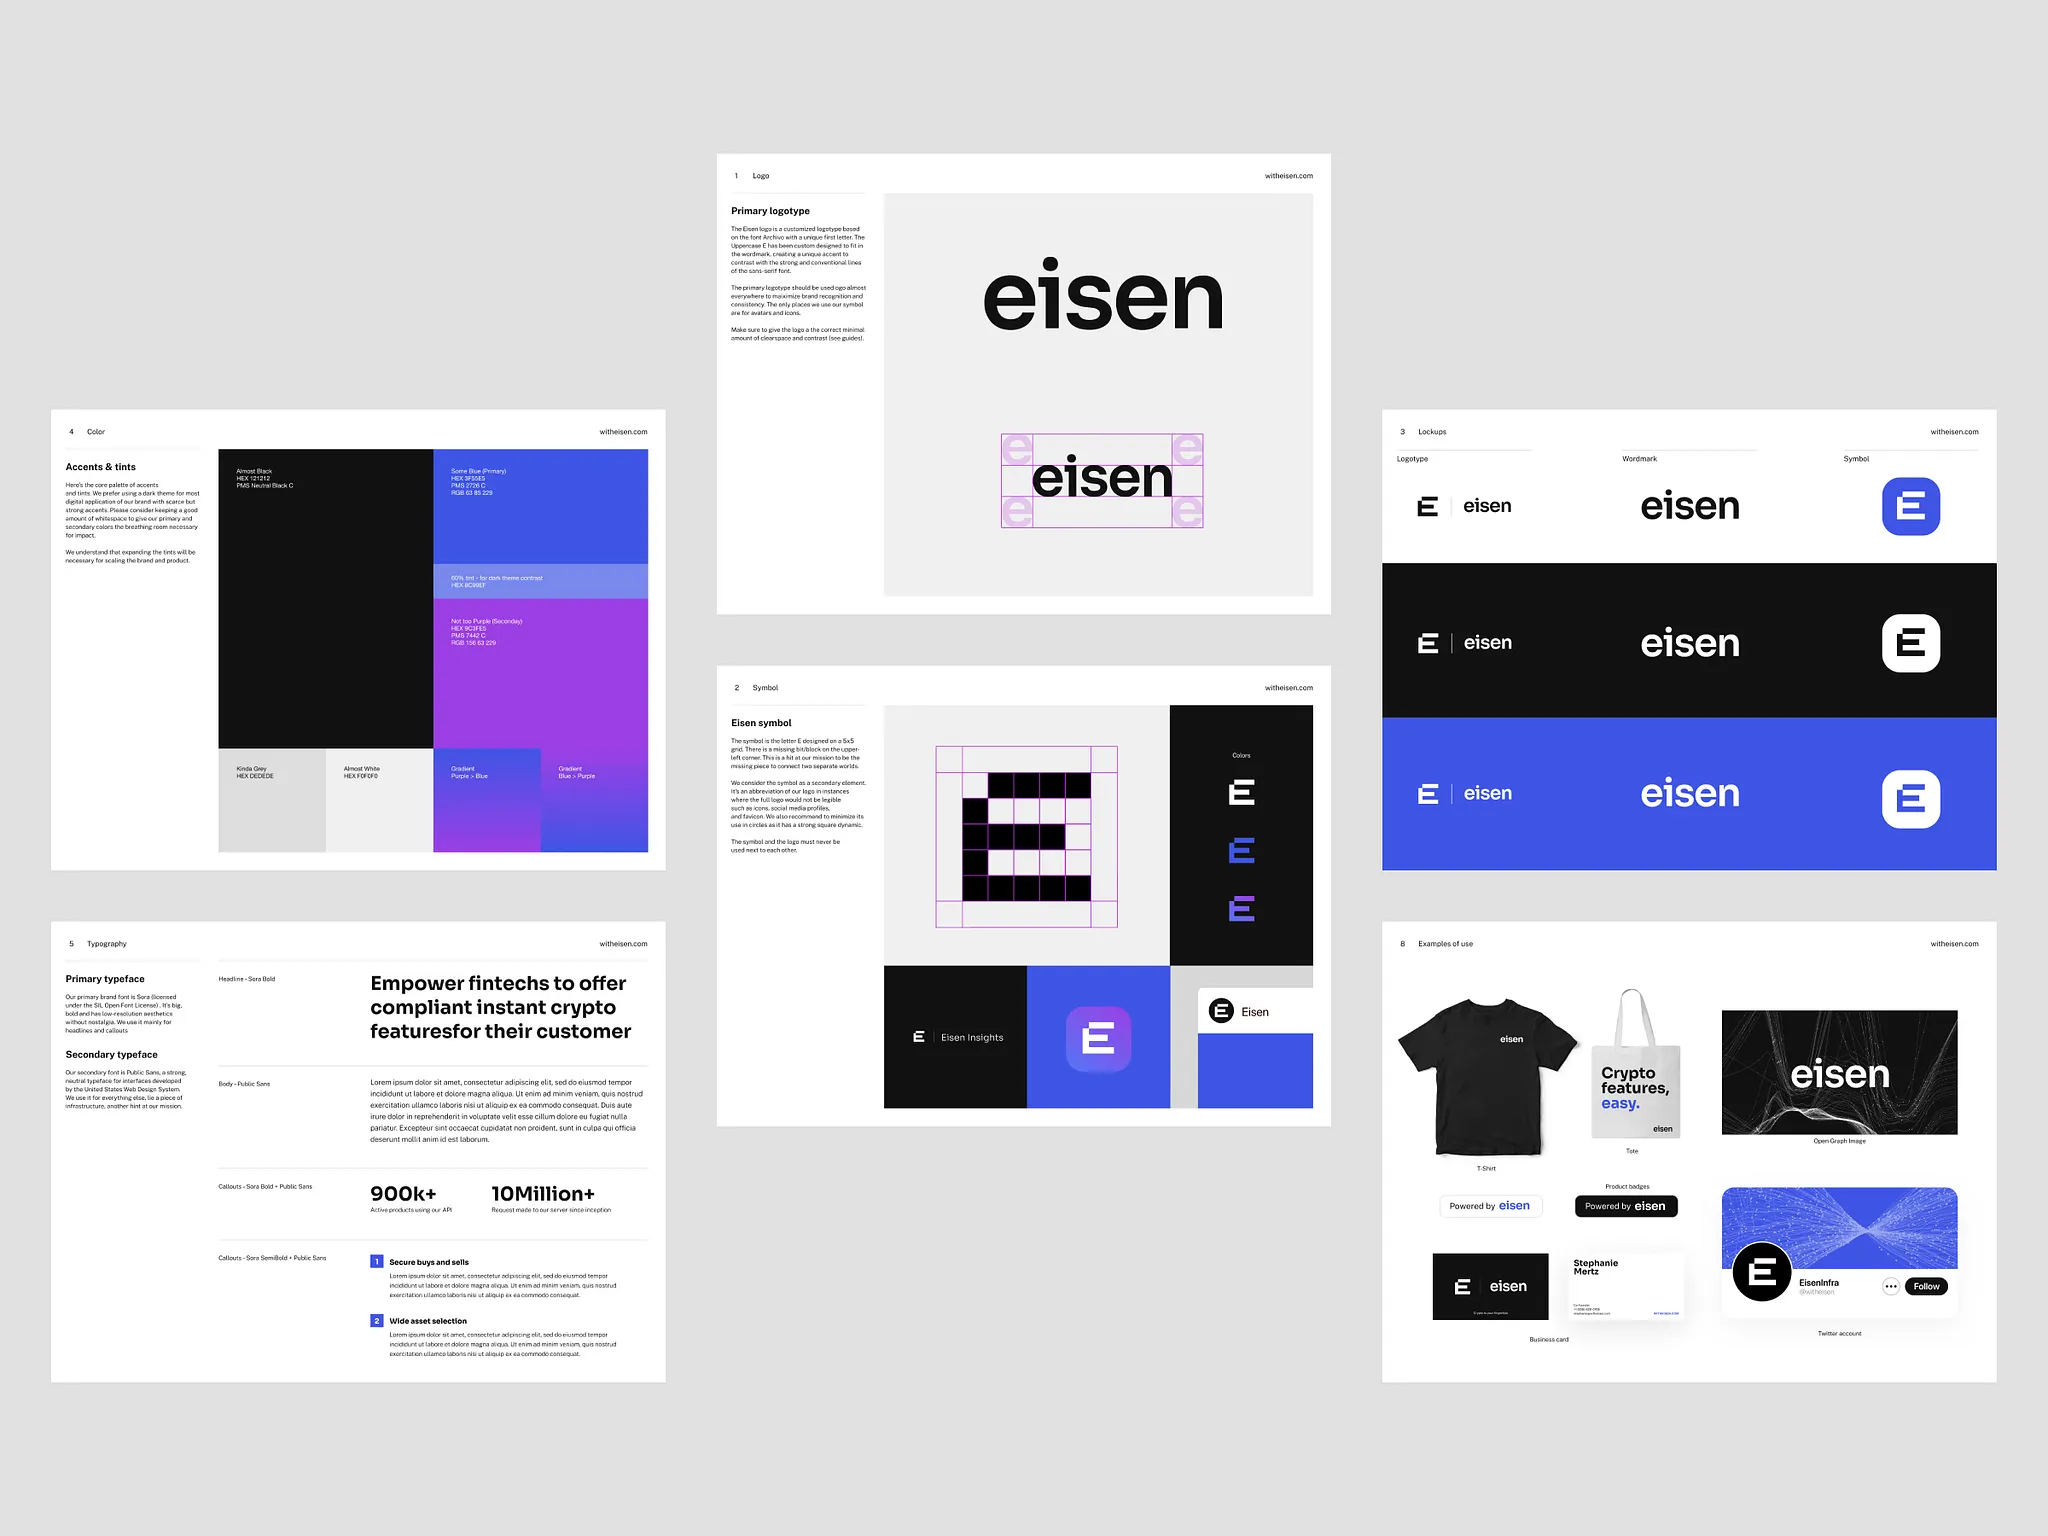 1 Logo
witheisen.com
Primary logotype
The Eisen logo is a customized logotype based
on the font Archivo with a unique first letter. The
Uppercase E has been custom designed to fit in
the wordmark, creating a unique accent to
contrast with the strong and conventional lines
of the sans-serif font.
The primary logotype should be used ogo almost
everywhere to maiximize brand recognition and
consistency. The only places we use our symbol
are for avatars and icons.
Make sure to give the logo a the correct minimal
amount of clearspace and contrast (see guides).
eisen
e e
eisen
e e
4 Color
witheisen.com
Accents & tints
Here's the core palette of accents
and tints. We prefer using a dark theme for most
digital application of our brand with scarce but
strong accents. Please consider keeping a good
amount of whitespace to give our primary and
secondary colors the breathing room necessary
for impact.
We understand that expanding the tints will be
necessary for scaling the brand and product.
Almost Black
HEX 121212
PMS Neutral Black C
Some Blue (Primary)
HEX 3F55E5
PMS 2726 C
RGB 63 85 229
60% tint - for dark theme contrast
HEX 8C99EF
Not too Purple (Seconday)
HEX 9C3FE5
PMS 7442 C
RGB 156 63 229
Kinda Grey
HEX DEDEDE
Almost White
HEX F0F0F0
Gradient
Purple > Blue
Gradient
Blue > Purple
5 Typography
witheisen.com
Primary typeface
Our primary brand font is Sora (licensed
under the SIL Open Font License) . It's big,
bold and has low-resolution aesthetics
without nostalgia. We use it mainly for
headlines and callouts
Secondary typeface
Our secondary font is Public Sans, a strong,
neutral typeface for interfaces developed
by the United States Web Design System.
We use it for everything else, lie a piece of
infrastructure, another hint at our mission.
Headline – Sora Bold
Empower fintechs to offer
compliant instant crypto
featuresfor their customer
Body – Public Sans
Lorem ipsum dolor sit amet, consectetur adipiscing elit, sed do eiusmod tempor
incididunt ut labore et dolore magna aliqua. Ut enim ad minim veniam, quis nostrud
exercitation ullamco laboris nisi ut aliquip ex ea commodo consequat. Duis aute
irure dolor in reprehenderit in voluptate velit esse cillum dolore eu fugiat nulla
pariatur. Excepteur sint occaecat cupidatat non proident, sunt in culpa qui officia
deserunt mollit anim id est laborum.
Callouts – Sora Bold + Public Sans
900k+
Active products using our API
10Million+
Request made to our server since inception
Callouts – Sora SemiBold + Public Sans
1 Secure buys and sells
Lorem ipsum dolor sit amet, consectetur adipiscing elit, sed do eiusmod tempor
incididunt ut labore et dolore magna aliqua. Ut enim ad minim veniam, quis nostrud
exercitation ullamco laboris nisi ut aliquip ex ea commodo consequat.
2 Wide asset selection
Lorem ipsum dolor sit amet, consectetur adipiscing elit, sed do eiusmod tempor
incididunt ut labore et dolore magna aliqua. Ut enim ad minim veniam, quis nostrud
exercitation ullamco laboris nisi ut aliquip ex ea commodo consequat.
2 Symbol
witheisen.com
Eisen symbol
The symbol is the letter E designed on a 5x5
grid. There is a missing bit/block on the upper-
left corner. This is a hit at our mission to be the
missing piece to connect two separate worlds.
We consider the symbol as a secondary element.
It's an abbreviation of our logo in instances
where the full logo would not be legible
such as icons, social media profiles,
and favicon. We also recommend to minimize its
use in circles as it has a strong square dynamic.
The symbol and the logo must never be
used next to each other.
E
Colors
E
E
E
E Eisen Insights
E
E Eisen
3 Lockups
witheisen.com
Logotype
Wordmark
Symbol
E eisen
eisen
E
E eisen
eisen
E
E eisen
eisen
E
8 Examples of use
witheisen.com
eisen
T-Shirt
Crypto
features,
easy.
eisen
Tote
eisen
Open Graph Image
Product badges
Powered by eisen
Powered by eisen
E eisen
Stephanie
Mertz
Business card
E
EisenInfra
@witheisen
Follow
Twitter account